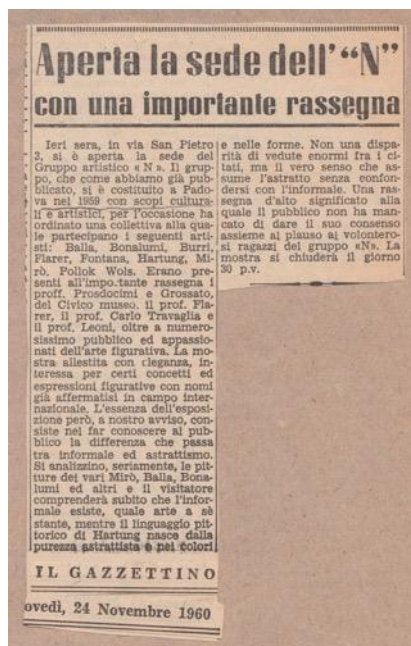 Aperta la sede dell' “N”
con una importante rassegna
Ieri sera, in via San Pietro
3, si è aperta la sede del
Gruppo artistico « N ». Il grup-
po, che come abbiamo già pub-
blicato, si è costituito a Pado-
va nel 1959 con scopi cultura-
li e artistici, per l'occasione ha
ordinato una collettiva alla qua-
le partecipano i seguenti arti-
sti: Balla, Bonalumi, Burri,
Flarer, Fontana, Hartung, Mi-
rò, Pollok Wols. Erano pre-
senti all'impo.tante rassegna i
proff. Prosdocimi e Grossato,
del Civico museo, il prof. Fla-
rer, il prof. Carlo Travaglia e
il prof. Leoni, oltre a numero-
sissimo pubblico ed appassio-
nati dell'arte figurativa. La mo-
stra allestita con eleganza, in-
teressa per certi concetti ed
espressioni figurative con nomi
già affermatisi in campo inter-
nazionale. L'essenza dell'esposi-
zione però, a nostro avviso, con-
siste nel far conoscere al pub-
blico la differenza che passa
tra informale ed astrattismo.
Si analizzino, seriamente, le pit-
ture dei vari Mirò, Balla, Bona-
lumi ed altri e il visitatore
comprenderà subito che l'infor-
male esiste, quale arte a sè
stante, mentre il linguaggio pit-
torico di Hartung nasce dalla
purezza astrattista e nei colori
e nelle forme. Non una dispa-
rità di vedute enormi fra i ci-
tati, ma il vero senso che as-
sume l'astratto senza confon-
dersi con l'informale. Una ras-
segna d'alto significato alla
quale il pubblico non ha man-
cato di dare il suo consenso
assieme al plauso ai volontero-
si ragazzi del gruppo «N». La
mostra si chiuderà il giorno
30 p.v.
IL GAZZETTINO
ovedì, 24 Novembre 1960